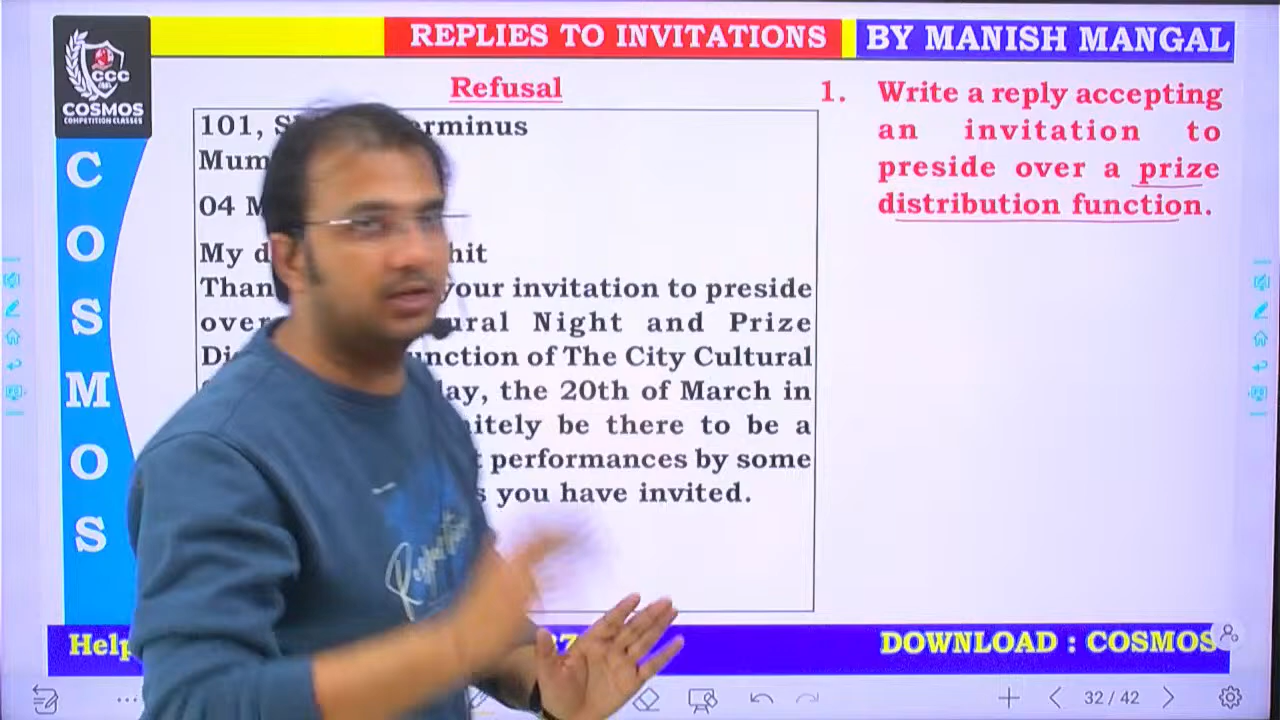 REPLIES TO INVITATIONS
BY MANISH MANGAL
CCC
COSMOS
COMPETITION CLASSES
COSMOS
Refusal
101,
Mum
04 M
My d hit
Than your invitation to preside
over ural Night and Prize
Di unction of The City Cultural
ay, the 20th of March in
nitely be there to be a
performances by some
s you have invited.
1. Write a reply accepting
an invitation to
preside over a prize
distribution function.
Help
DOWNLOAD : COSMOS
32/42